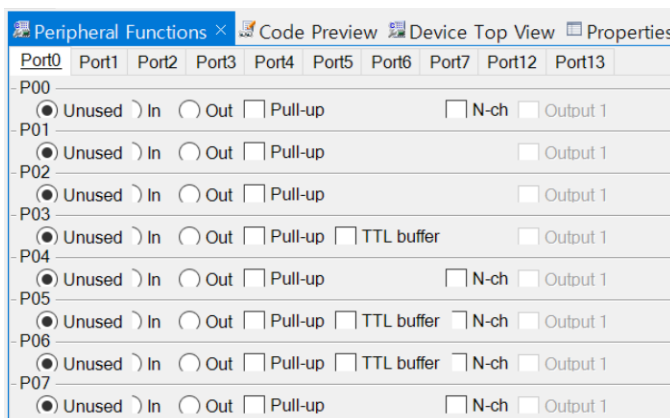 Peripheral Functions × Code Preview Device Top View Properties
Port0 Port1 Port2 Port3 Port4 Port5 Port6 Port7 Port12 Port13
P00
Unused In Out Pull-up N-ch Output 1
P01
Unused In Out Pull-up Output 1
P02
Unused In Out Pull-up Output 1
P03
Unused In Out Pull-up TTL buffer Output 1
P04
Unused In Out Pull-up N-ch Output 1
P05
Unused In Out Pull-up TTL buffer N-ch Output 1
P06
Unused In Out Pull-up TTL buffer N-ch Output 1
P07
Unused In Out Pull-up N-ch Output 1